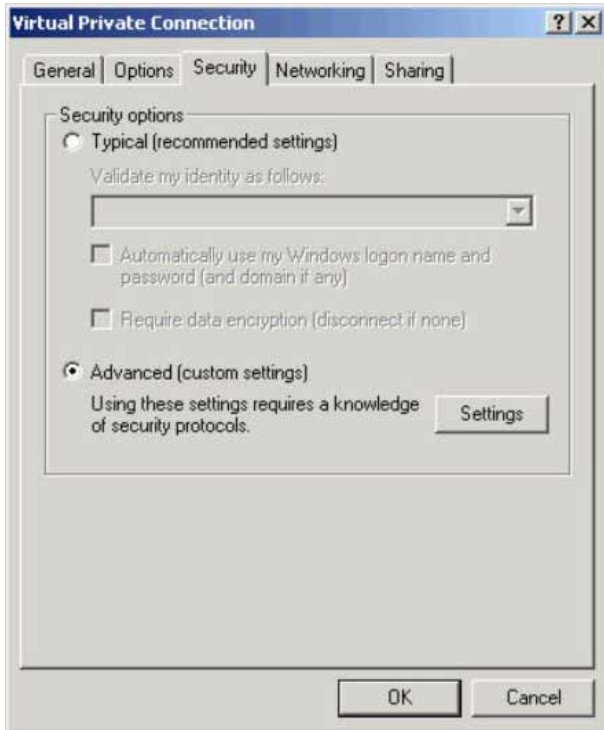 Virtual Private Connection
General Options Security Networking Sharing
Security options
Typical (recommended settings)
Validate my identity as follows:
Automatically use my Windows logon name and
password (and domain if any)
Require data encryption (disconnect if none)
Advanced (custom settings)
Using these settings requires a knowledge
of security protocols.
Settings
OK Cancel